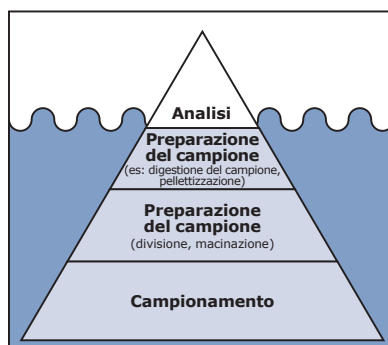 Analisi
Preparazione
del campione
(es: digestione del campione,
pellettizzazione)
Preparazione
del campione
(divisione, macinazione)
Campionamento